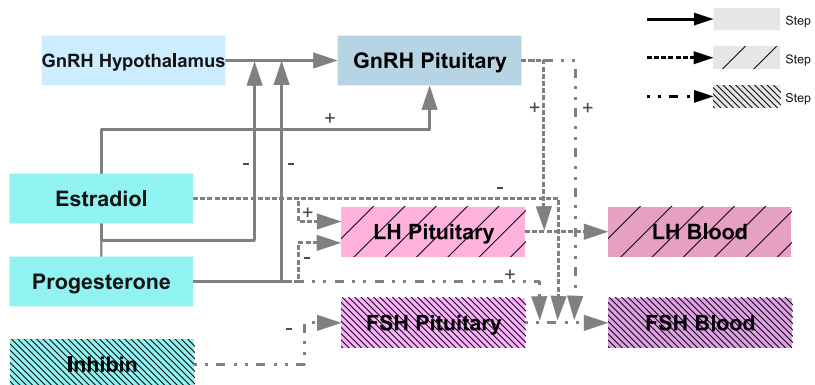 Step
GnRH Hypothalamus
GnRH Pituitary
Step
Step
+
+
+
-
-
Estradiol
-
+
LH Pituitary
LH Blood
-
Progesterone
+
-
FSH Pituitary
FSH Blood
Inhibin